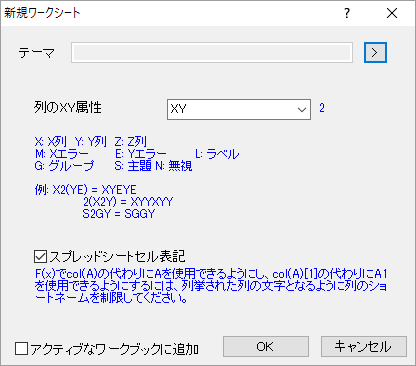 新規ワークシート
テーマ
列のXY属性 XY 2
X: X列 Y: Y列 Z: Z列
M: Xエラー E: Yエラー L: ラベル
G: グループ S: 主題 N: 無視
例: X2(YE) = XYEYE
2(X2Y) = XYYXYY
S2GY = SGGY
スプレッドシートセル表記
F(x)でcol(A)の代わりにAを使用できるようにし、col(A)[1]の代わりにA1
を使用できるようにするには、列挙された列の文字となるように列のショ
ートネームを制限してください。
アクティブなワークブックに追加 OK キャンセル